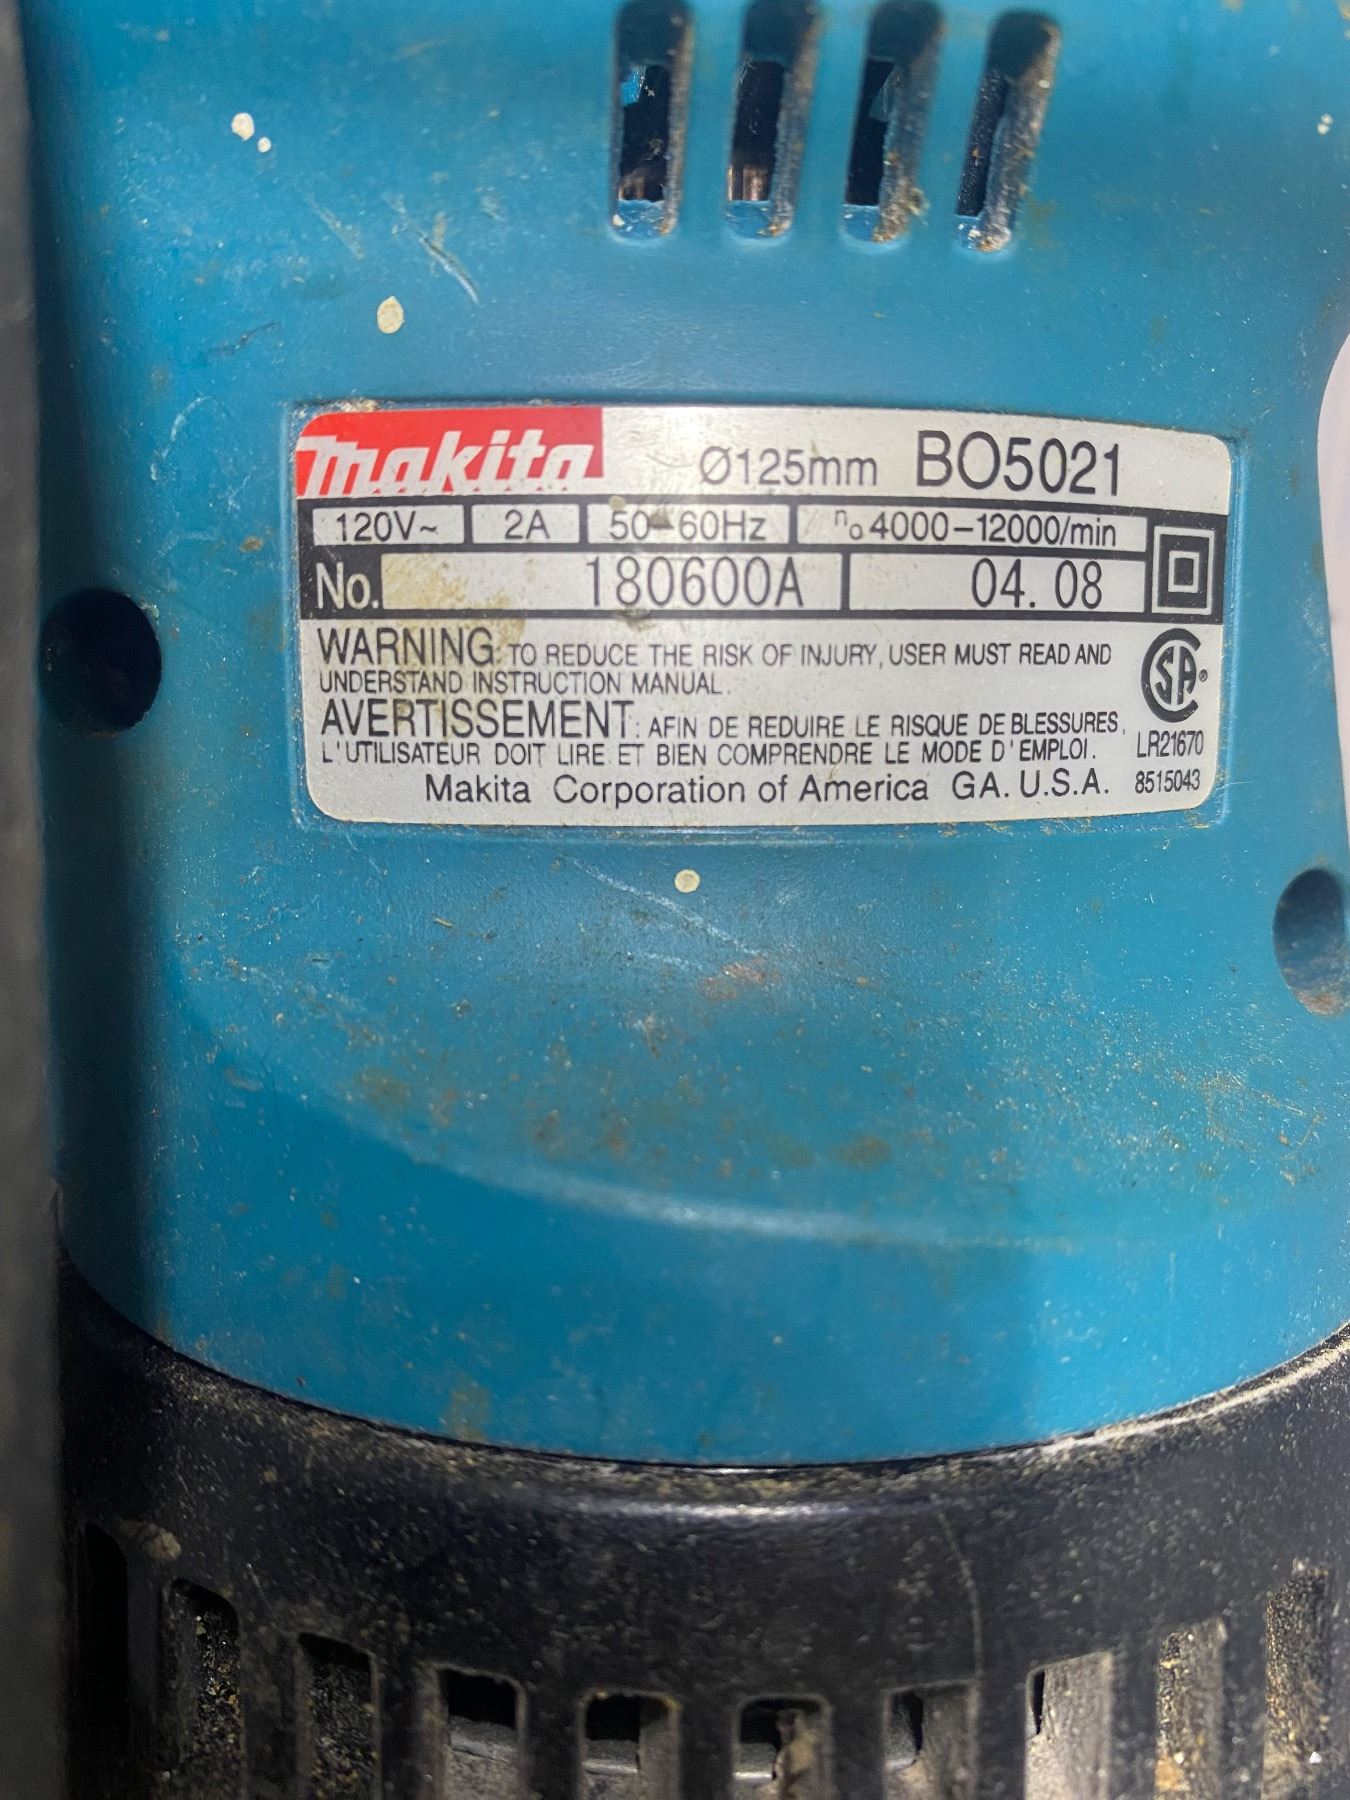 makita Ø125mm BO5021
120V~ 2A 50-60Hz n₀4000-12000/min
No. 180600A 04.08
WARNING: TO REDUCE THE RISK OF INJURY, USER MUST READ AND
UNDERSTAND INSTRUCTION MANUAL.
AVERTISSEMENT: AFIN DE REDUIRE LE RISQUE DE BLESSURES,
L'UTILISATEUR DOIT LIRE ET BIEN COMPRENDRE LE MODE D'EMPLOI.
Makita Corporation of America GA. U.S.A.
SA®
LR21670
8515043